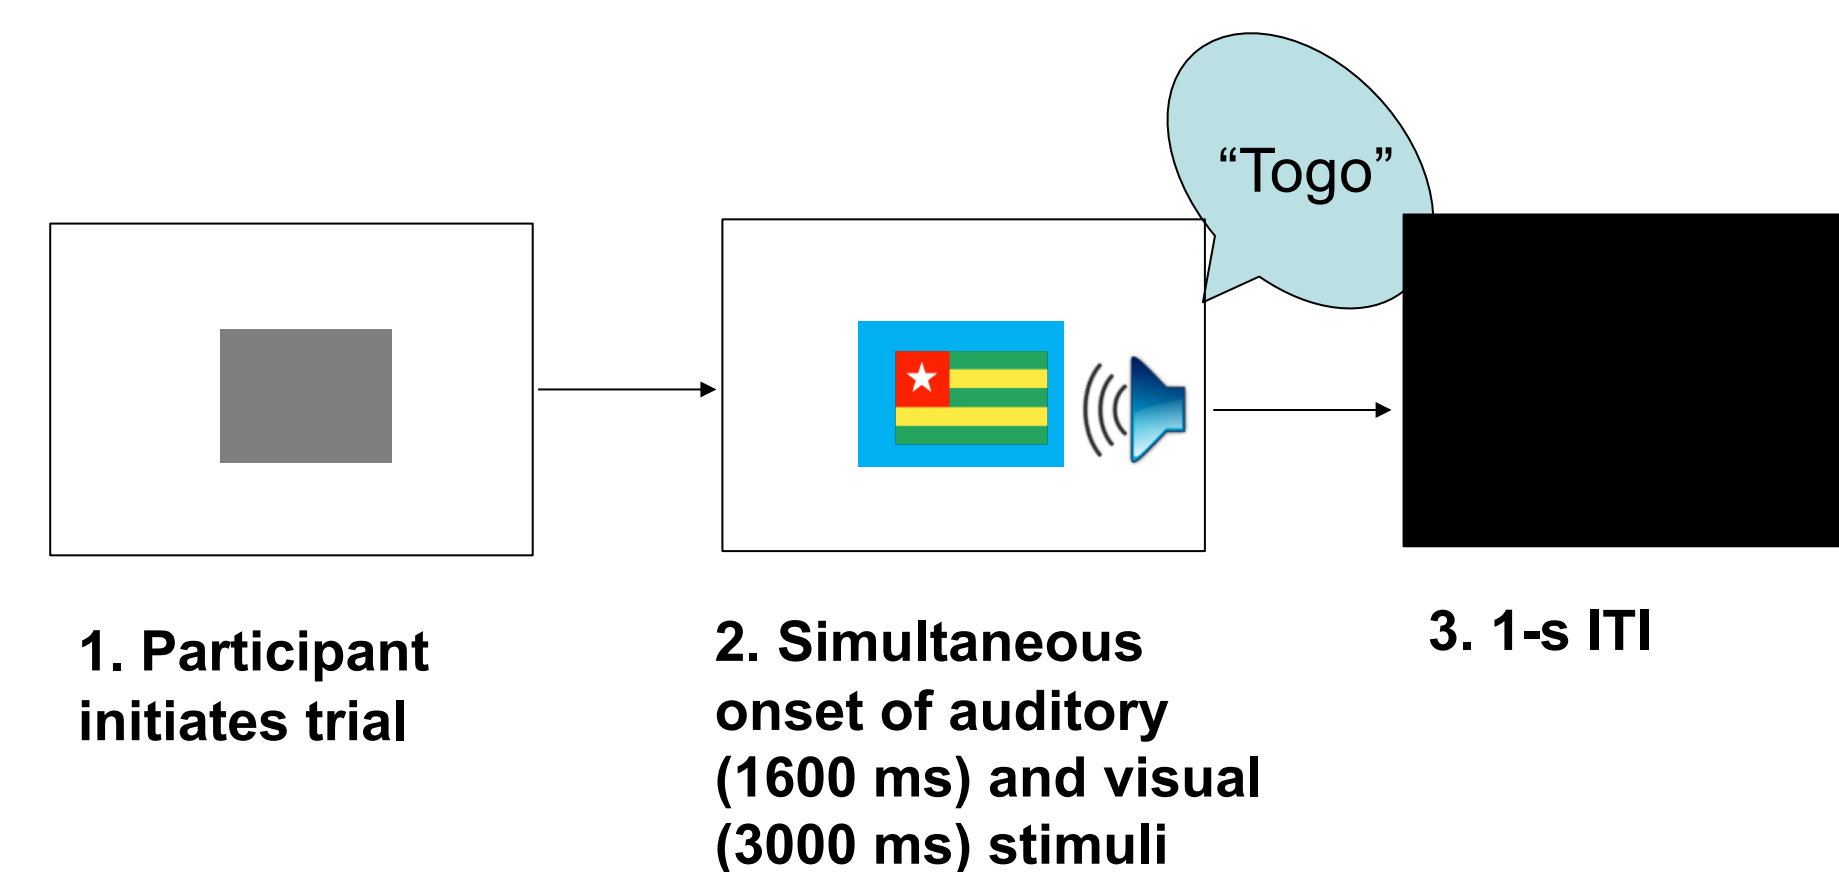 “Togo”
1. Participant
initiates trial
2. Simultaneous
onset of auditory
(1600 ms) and visual
(3000 ms) stimuli
3. 1-s ITI